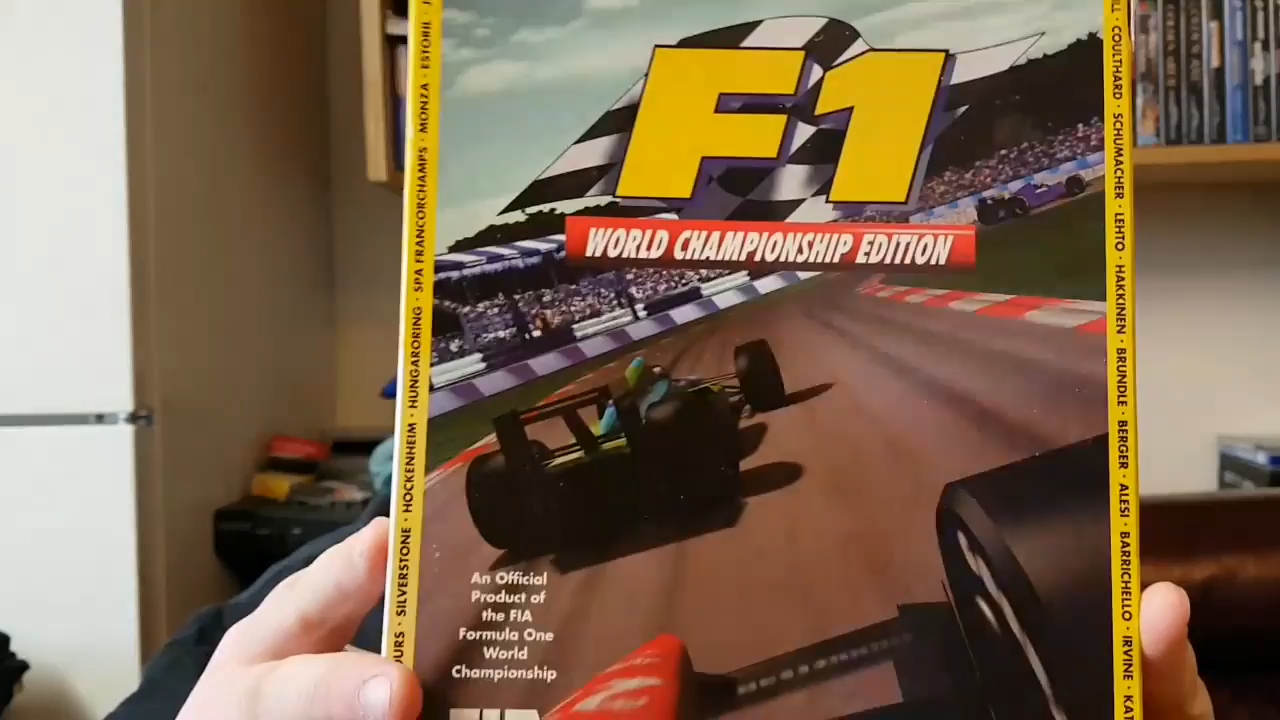 F1
WORLD CHAMPIONSHIP EDITION
An Official
Product of
the FIA
Formula One
World
Championship
SILVERSTONE · HOCKENHEIM · HUNGARORING · SPA FRANCORCHAMPS · MONZA · ESTORIL
COULTHARD · SCHUMACHER · LEHTO · HAKKINEN · BRUNDLE · BERGER · ALESI · BARRICHELLO · IRVINE